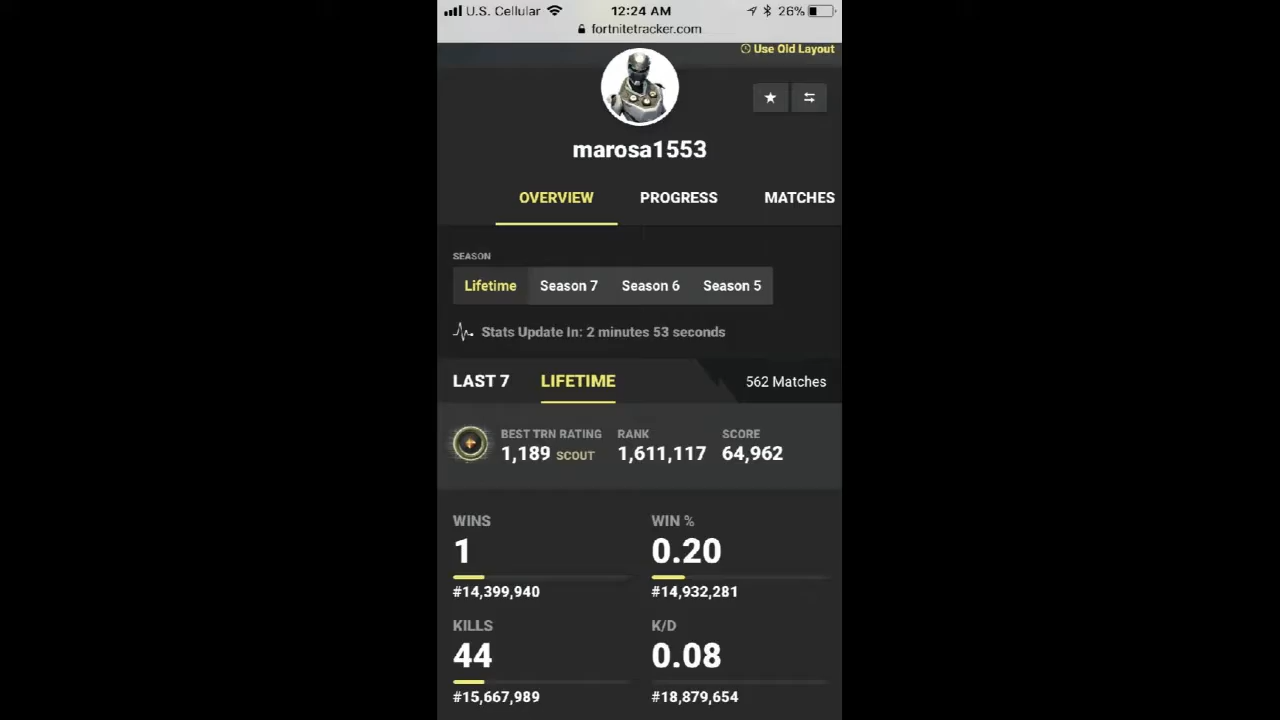 U.S. Cellular 12:24 AM 26%
fortnitetracker.com
Use Old Layout
marosa1553
OVERVIEW PROGRESS MATCHES
SEASON
Lifetime Season 7 Season 6 Season 5
Stats Update In: 2 minutes 53 seconds
LAST 7 LIFETIME 562 Matches
BEST TRN RATING RANK SCORE
1,189 SCOUT 1,611,117 64,962
WINS WIN %
1 0.20
#14,399,940 #14,932,281
KILLS K/D
44 0.08
#15,667,989 #18,879,654